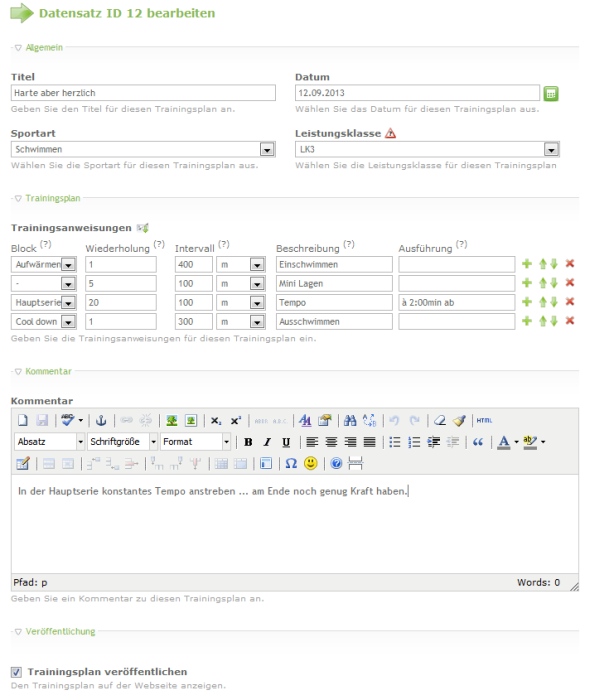 Datensatz ID 12 bearbeiten
Allgemein
Titel Datum
Harte aber herzlich 12.09.2013
Geben Sie den Titel für diesen Trainingsplan an. Wählen Sie das Datum für diesen Trainingsplan aus.
Sportart Leistungsklasse
Schwimmen LK3
Wählen Sie die Sportart für diesen Trainingsplan aus. Wählen Sie die Leistungsklasse für diesen Trainingsplan
Trainingsplan
Trainingsanweisungen
Block (?) Wiederholung (?) Intervall (?) Beschreibung (?) Ausführung (?)
Aufwärmen 1 400 m Einschwimmen
- 5 100 m Mini Lagen
Hauptserie 20 100 m Tempo à 2:00min ab
Cool down 1 300 m Ausschwimmen
Geben Sie die Trainingsanweisungen für diesen Trainingsplan ein.
Kommentar
Kommentar
ABC x₂ x² ABBR. A.B.C. A HTML
Absatz Schriftgröße Format B I U “ A ab
Ω
In der Hauptserie konstantes Tempo anstreben ... am Ende noch genug Kraft haben.
Pfad: p Words: 0
Geben Sie ein Kommentar zu diesen Trainingsplan an.
Veröffentlichung
Trainingsplan veröffentlichen
Den Trainingsplan auf der Webseite anzeigen.